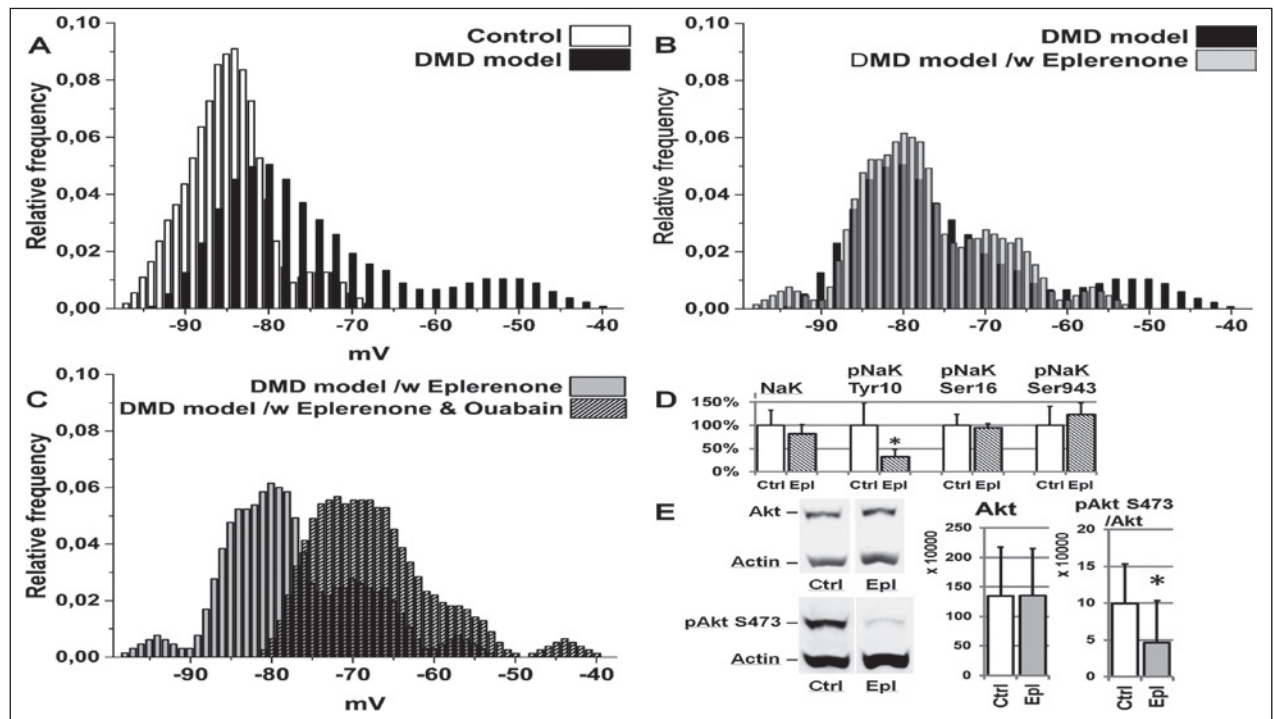 A
Control
DMD model
Relative frequency
0,10
0,08
0,06
0,04
0,02
0,00
-90
-80
-70
-60
-50
-40
mV
B
DMD model
DMD model /w Eplerenone
Relative frequency
0,10
0,08
0,06
0,04
0,02
0,00
-90
-80
-70
-60
-50
-40
mV
C
DMD model /w Eplerenone
DMD model /w Eplerenone & Ouabain
Relative frequency
0,10
0,08
0,06
0,04
0,02
0,00
-90
-80
-70
-60
-50
-40
mV
D
NaK
pNaK
Tyr10
pNaK
Ser16
pNaK
Ser943
150%
100%
50%
0%
*
Ctrl Epl
Ctrl Epl
Ctrl Epl
Ctrl Epl
E
Akt
Actin
Ctrl
Epl
pAkt S473
Actin
Ctrl
Epl
Akt
x 10000
250
200
150
100
50
0
Ctrl
Epl
pAkt S473
/Akt
x 10000
20
15
10
5
0
*
Ctrl
Epl